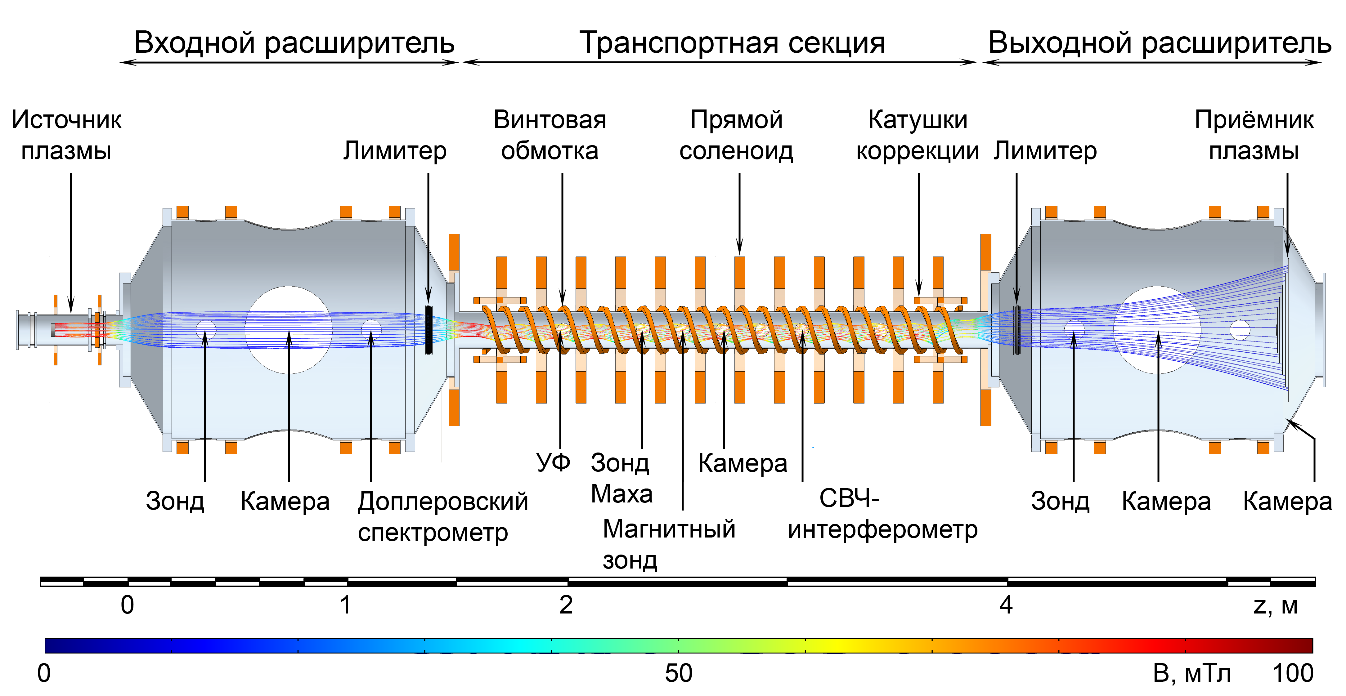 Входной расширитель
Транспортная секция
Выходной расширитель
Источник
плазмы
Лимитер
Винтовая
обмотка
Прямой
соленоид
Катушки
коррекции
Лимитер
Приёмник
плазмы
Зонд
Камера
Доплеровский
спектрометр
УФ
Зонд
Маха
Магнитный
зонд
Камера
СВЧ-
интерферометр
Зонд
Камера
Камера
0 1 2 4 z, м
0 50 B, мТл 100